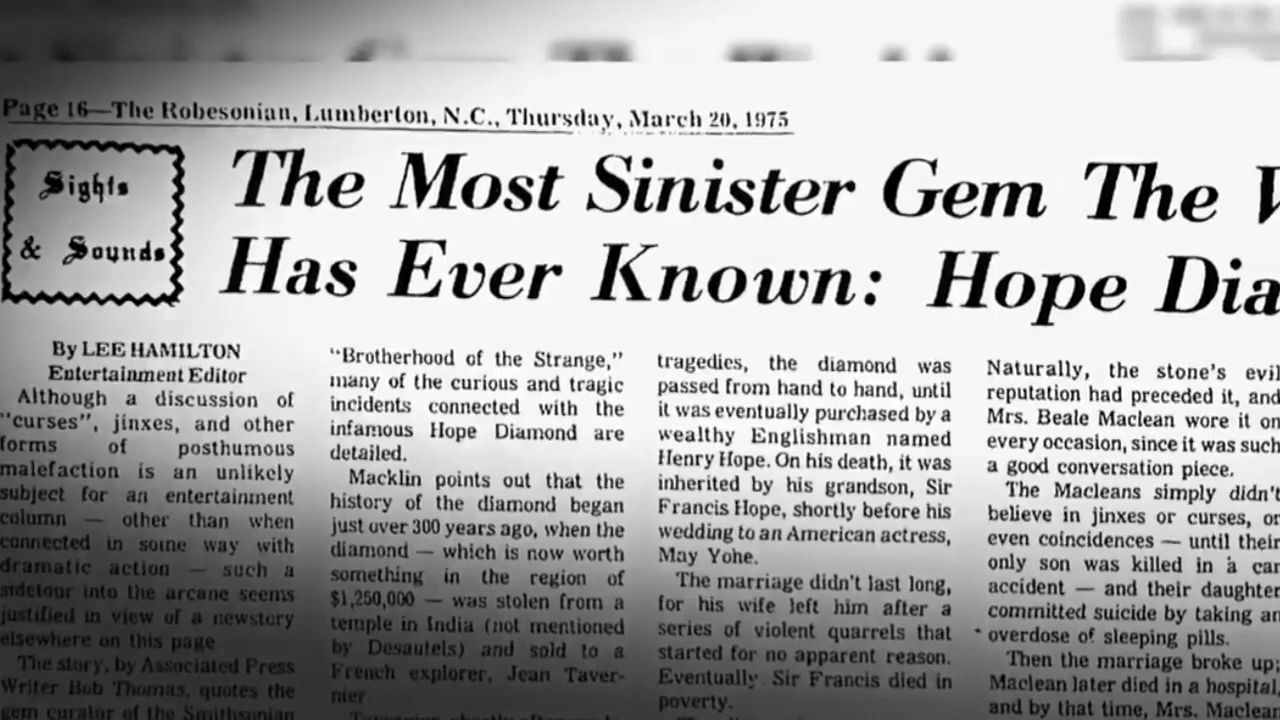 Page 16—The Robesonian, Lumberton, N.C., Thursday, March 20, 1975
Sights
& Sounds
The Most Sinister Gem The
Has Ever Known: Hope Dia
By LEE HAMILTON
Entertainment Editor
Although a discussion of
"curses", jinxes, and other
forms of posthumous
malefaction is an unlikely
subject for an entertainment
column — other than when
connected in some way with
dramatic action — such a
sidetour into the arcane seems
justified in view of a newstory
elsewhere on this page
The story, by Associated Press
Writer Bob Thomas, quotes the
gem curator of the Smithsonian
"Brotherhood of the Strange,"
many of the curious and tragic
incidents connected with the
infamous Hope Diamond are
detailed.
Macklin points out that the
history of the diamond began
just over 300 years ago, when the
diamond — which is now worth
something in the region of
$1,250,000 — was stolen from a
temple in India (not mentioned
by Desautels) and sold to a
French explorer, Jean Taver-
nier
tragedies, the diamond was
passed from hand to hand, until
it was eventually purchased by a
wealthy Englishman named
Henry Hope. On his death, it was
inherited by his grandson, Sir
Francis Hope, shortly before his
wedding to an American actress,
May Yohe.
The marriage didn't last long,
for his wife left him after a
series of violent quarrels that
started for no apparent reason.
Eventually Sir Francis died in
poverty.
Naturally, the stone's evil
reputation had preceded it, and
Mrs. Beale Maclean wore it on
every occasion, since it was such
a good conversation piece.
The Macleans simply didn't
believe in jinxes or curses, or
even coincidences — until their
only son was killed in a car
accident — and their daughter
committed suicide by taking an
overdose of sleeping pills.
Then the marriage broke up;
Maclean later died in a hospital,
and by that time, Mrs. Maclean